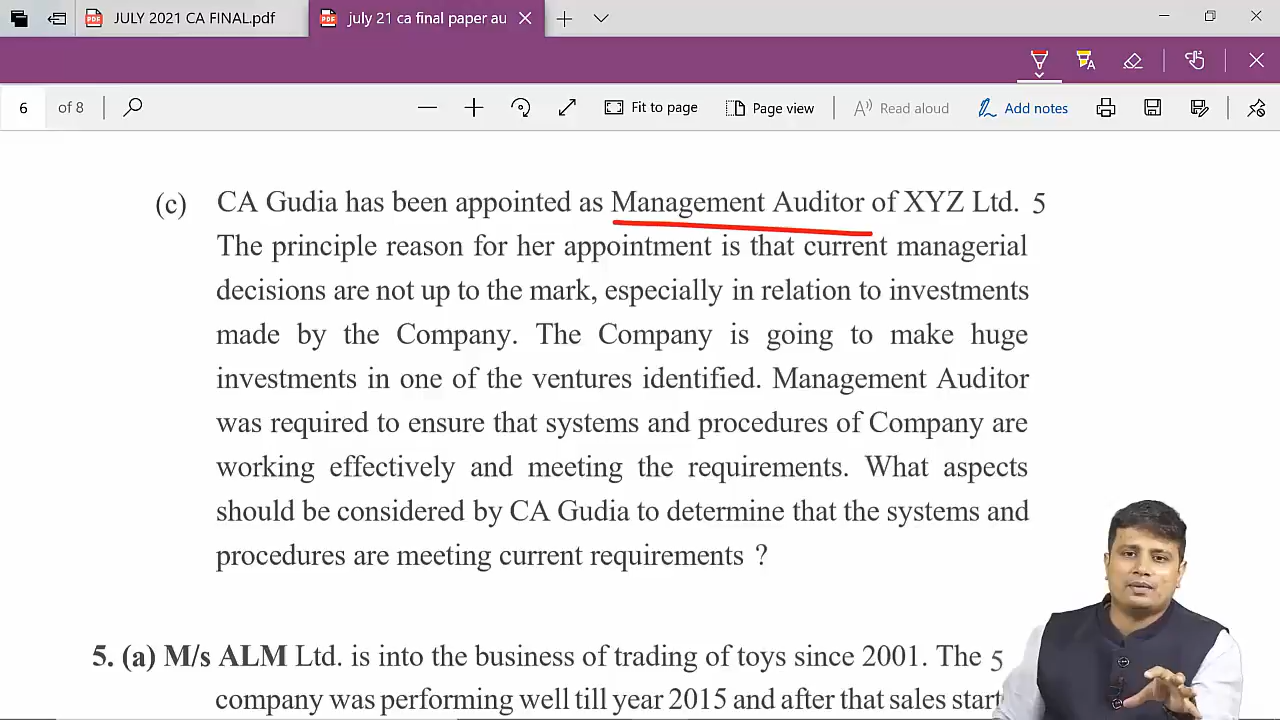 JULY 2021 CA FINAL.pdf
july 21 ca final paper au
6 of 8
Fit to page
Page view
Read aloud
Add notes
(c) CA Gudia has been appointed as Management Auditor of XYZ Ltd. 5
The principle reason for her appointment is that current managerial
decisions are not up to the mark, especially in relation to investments
made by the Company. The Company is going to make huge
investments in one of the ventures identified. Management Auditor
was required to ensure that systems and procedures of Company are
working effectively and meeting the requirements. What aspects
should be considered by CA Gudia to determine that the systems and
procedures are meeting current requirements ?
5. (a) M/s ALM Ltd. is into the business of trading of toys since 2001. The 5
company was performing well till year 2015 and after that sales start